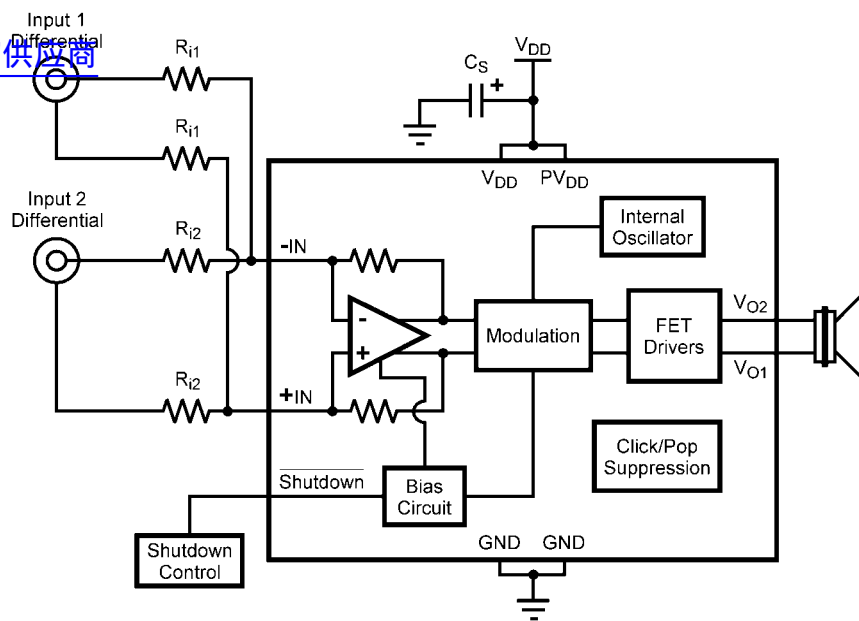 Input 1
Differential
供应商
Ri1
Ri1
Input 2
Differential
Ri2
Ri2
CS
+
VDD
VDD
PVDD
Internal
Oscillator
-IN
-
+
+IN
Modulation
FET
Drivers
VO2
VO1
Click/Pop
Suppression
Shutdown
Bias
Circuit
Shutdown
Control
GND
GND